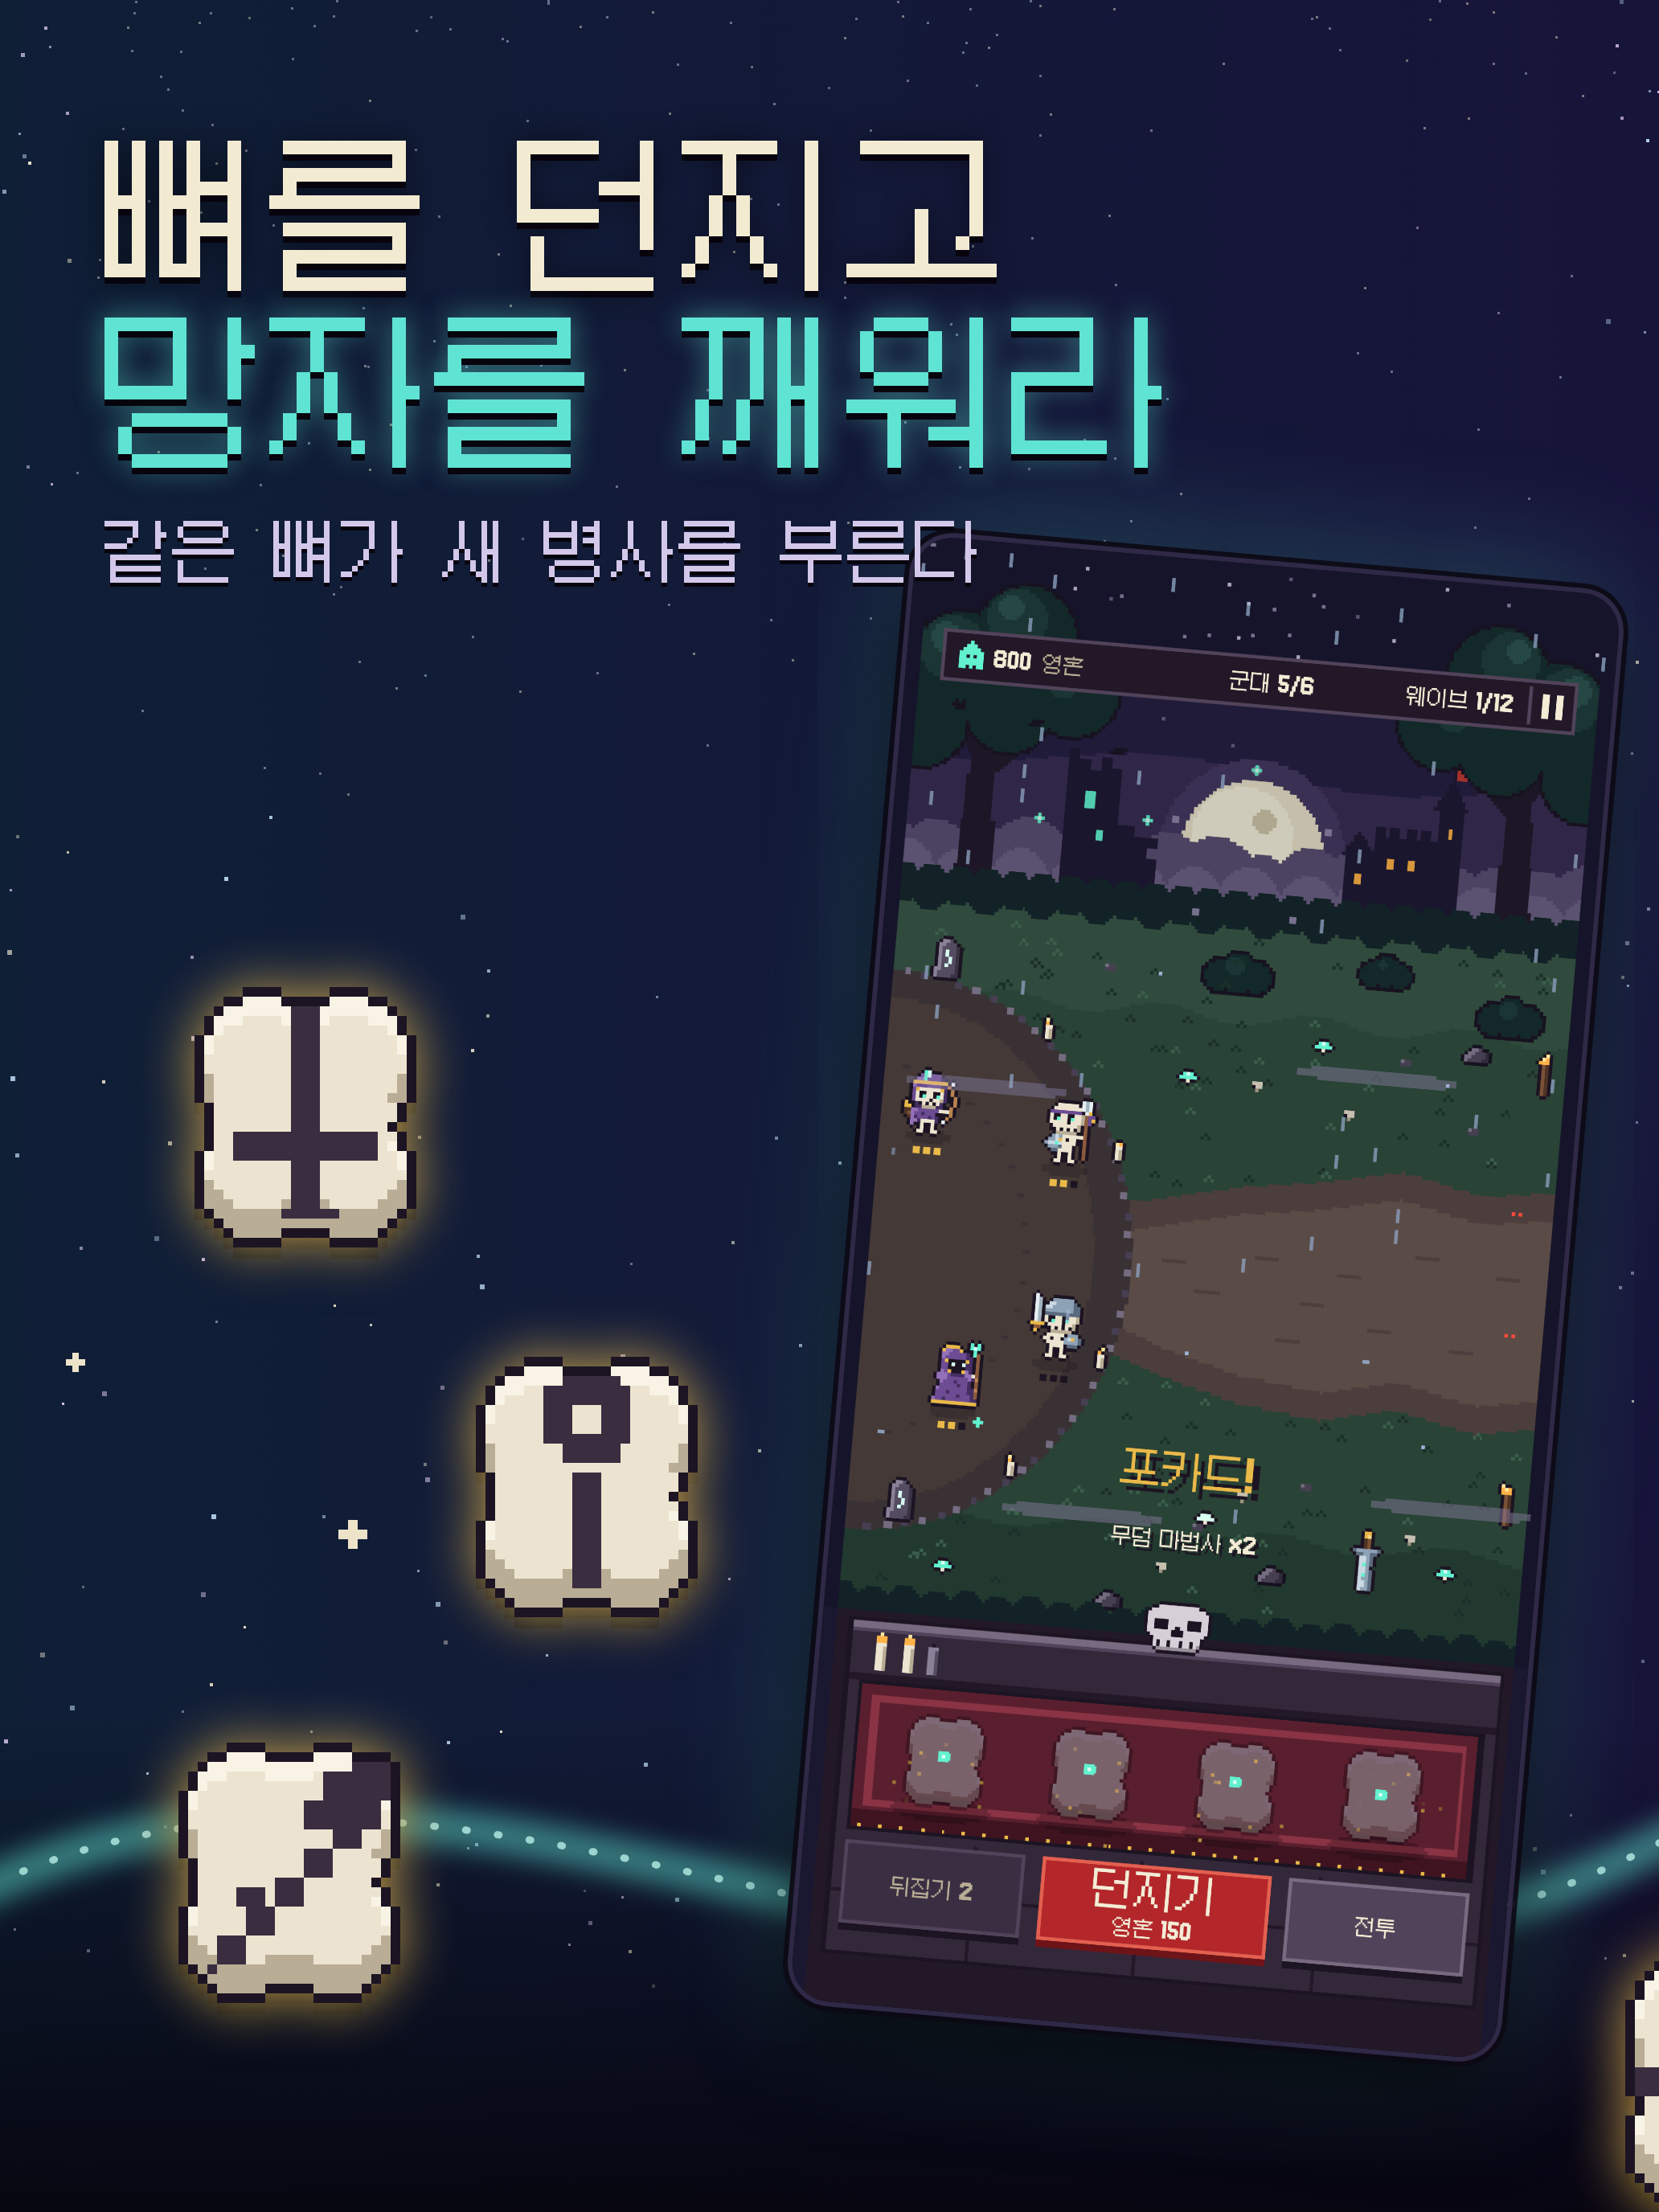 뼈를 던지고
망자를 깨워라
같은 뼈가 새 병사를 부른다
800 영혼
군대 5/6
웨이브 1/12
포카드!
무덤 마법사 x2
뒤집기 2
던지기
영혼 150
전투